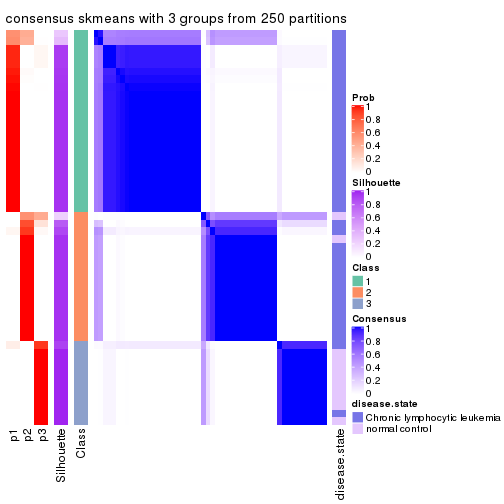 consensus skmeans with 3 groups from 250 partitions
Prob
1
0.8
0.6
0.4
0.2
0
Silhouette
1
0.8
0.6
0.4
0.2
0
Class
1
2
3
Consensus
1
0.8
0.6
0.4
0.2
0
disease.state
Chronic lymphocytic leukemia
normal control
p1
p2
p3
Silhouette
Class
disease.state